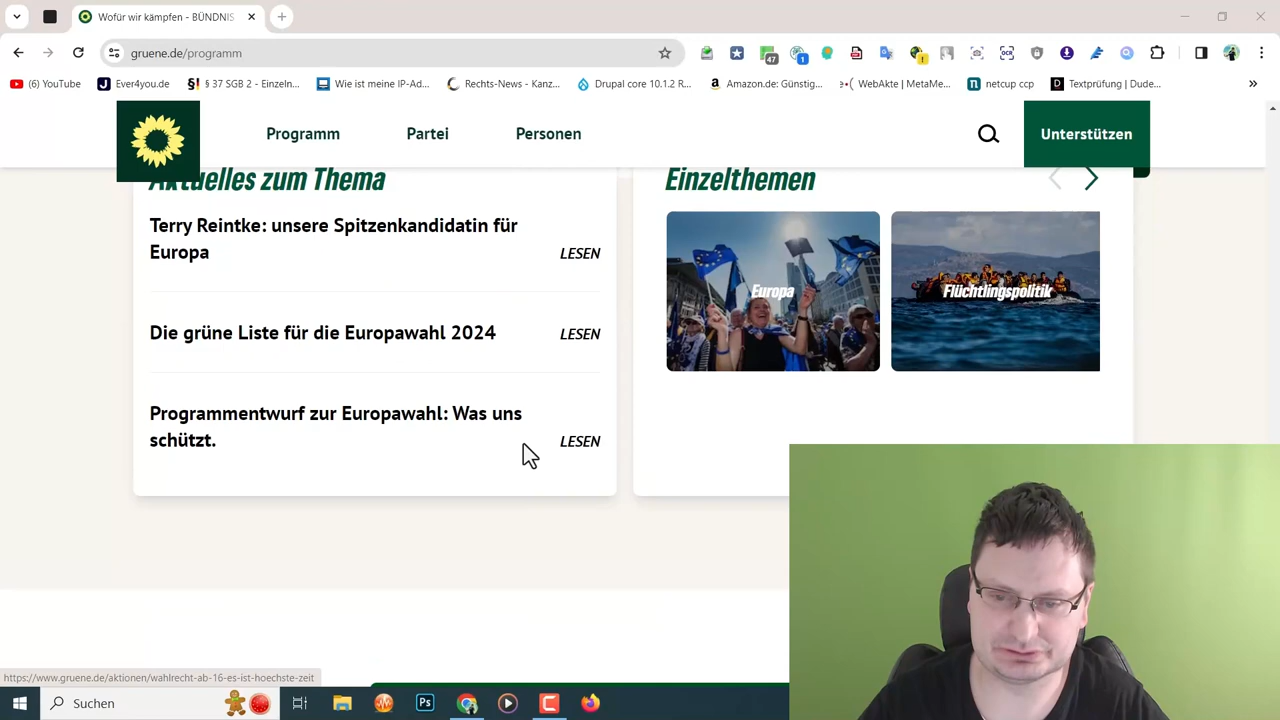 Wofür wir kämpfen - BÜNDNIS
gruene.de/programm
47
1
(6) YouTube
Ever4you.de
§ 37 SGB 2 - Einzeln...
Wie ist meine IP-Ad...
Rechts-News - Kanz...
Drupal core 10.1.2 R...
Amazon.de: Günstig...
WebAkte | MetaMe...
netcup ccp
Textprüfung | Dude...
Programm
Partei
Personen
Unterstützen
Aktuelles zum Thema
Terry Reintke: unsere Spitzenkandidatin für
Europa
LESEN
Die grüne Liste für die Europawahl 2024
LESEN
Programmentwurf zur Europawahl: Was uns
schützt.
LESEN
Einzelthemen
Europa
Flüchtlingspolitik
https://www.gruene.de/aktionen/wahlrecht-ab-16-es-ist-hoechste-zeit
Suchen
Ps